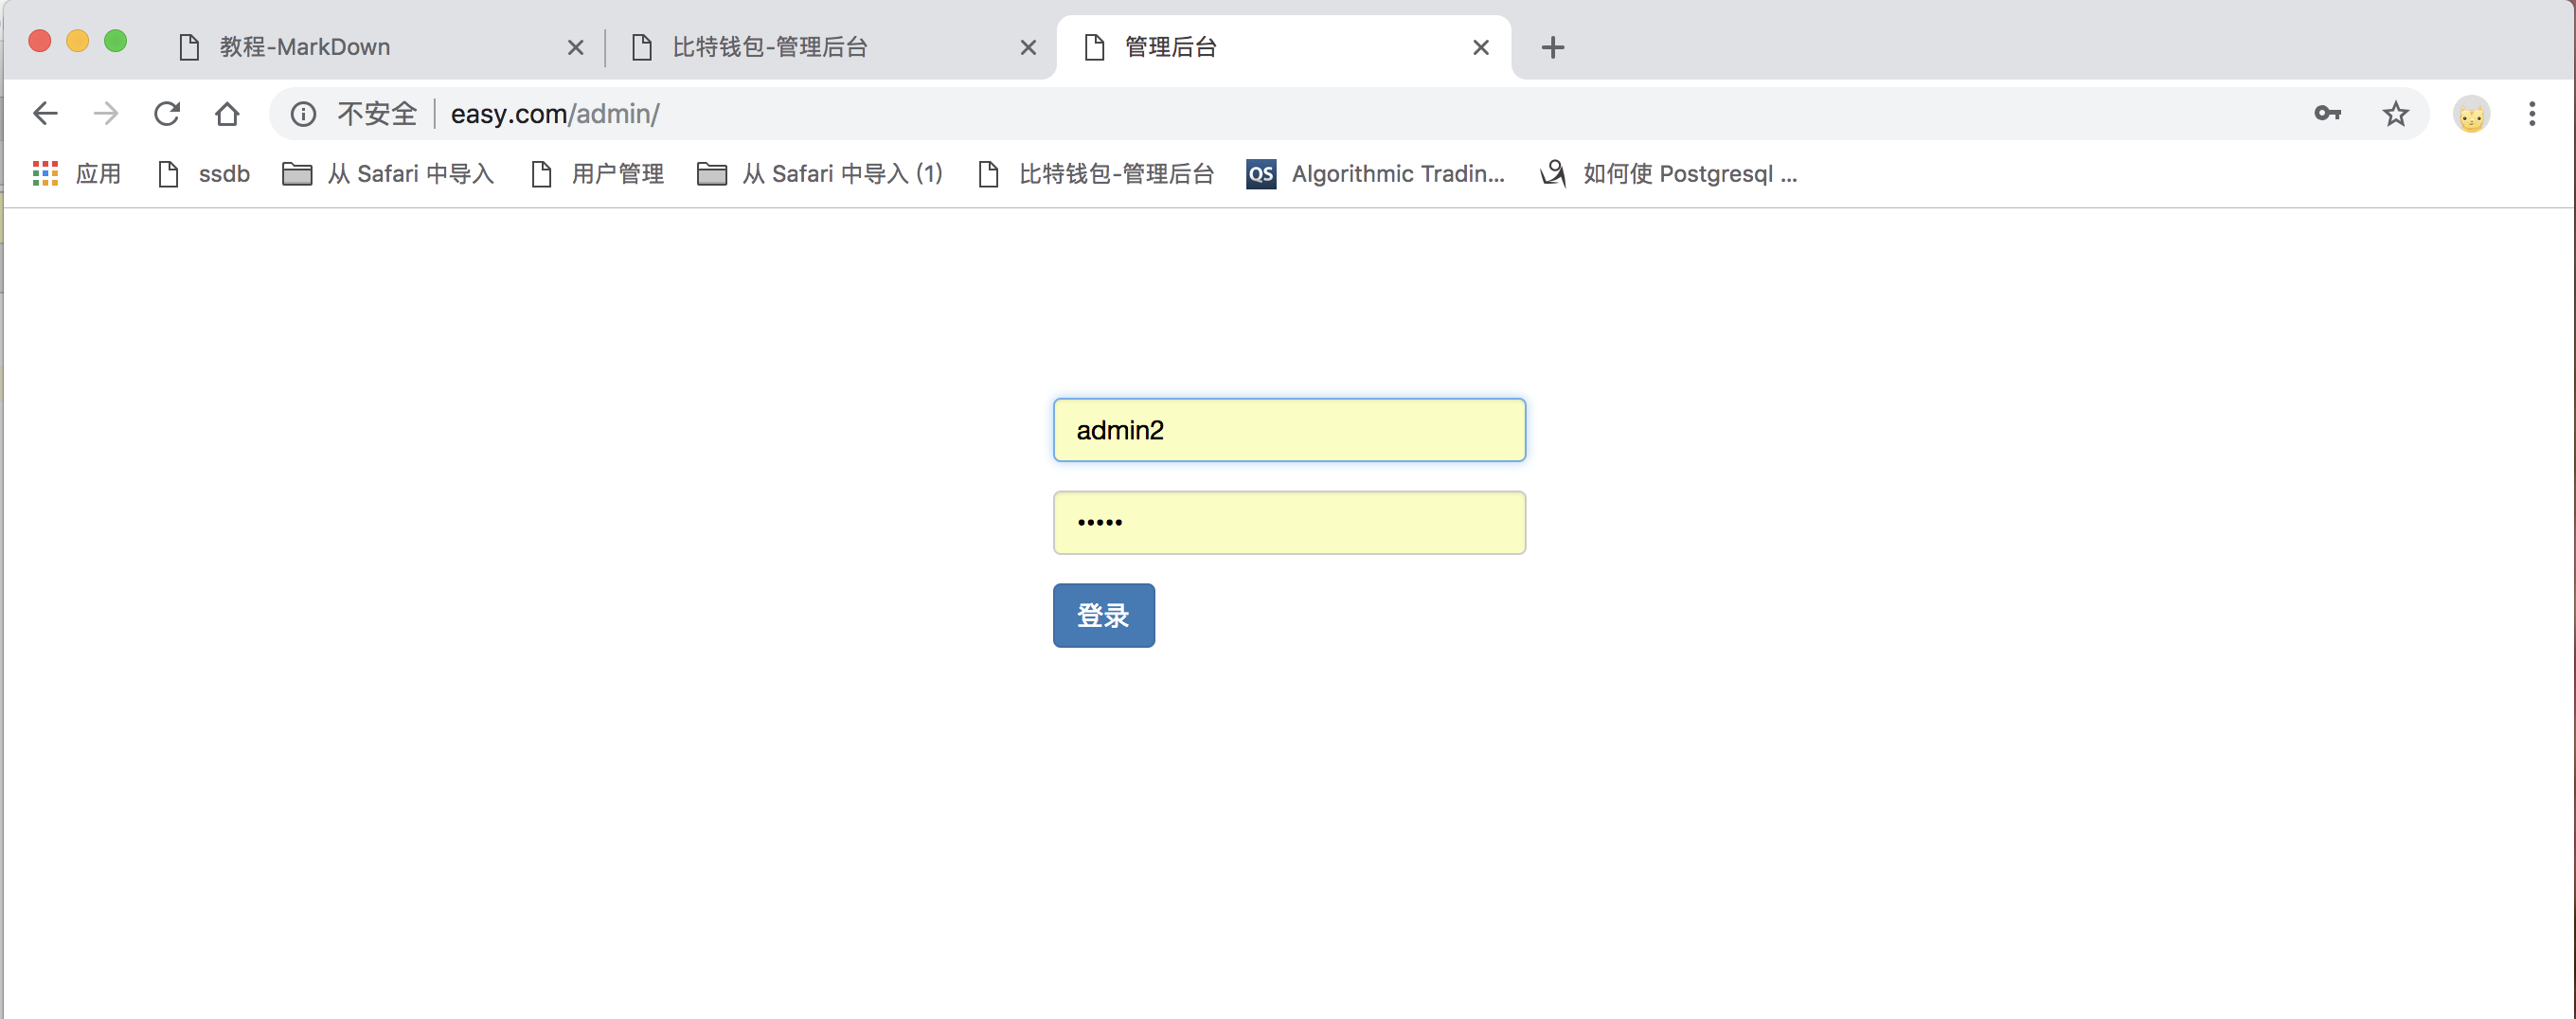 教程-MarkDown
比特钱包-管理后台
管理后台
不安全 easy.com/admin/
应用 ssdb 从 Safari 中导入 用户管理 从 Safari 中导入 (1) 比特钱包-管理后台 QS Algorithmic Tradin... 如何使 Postgresql ...
admin2
•••••
登录